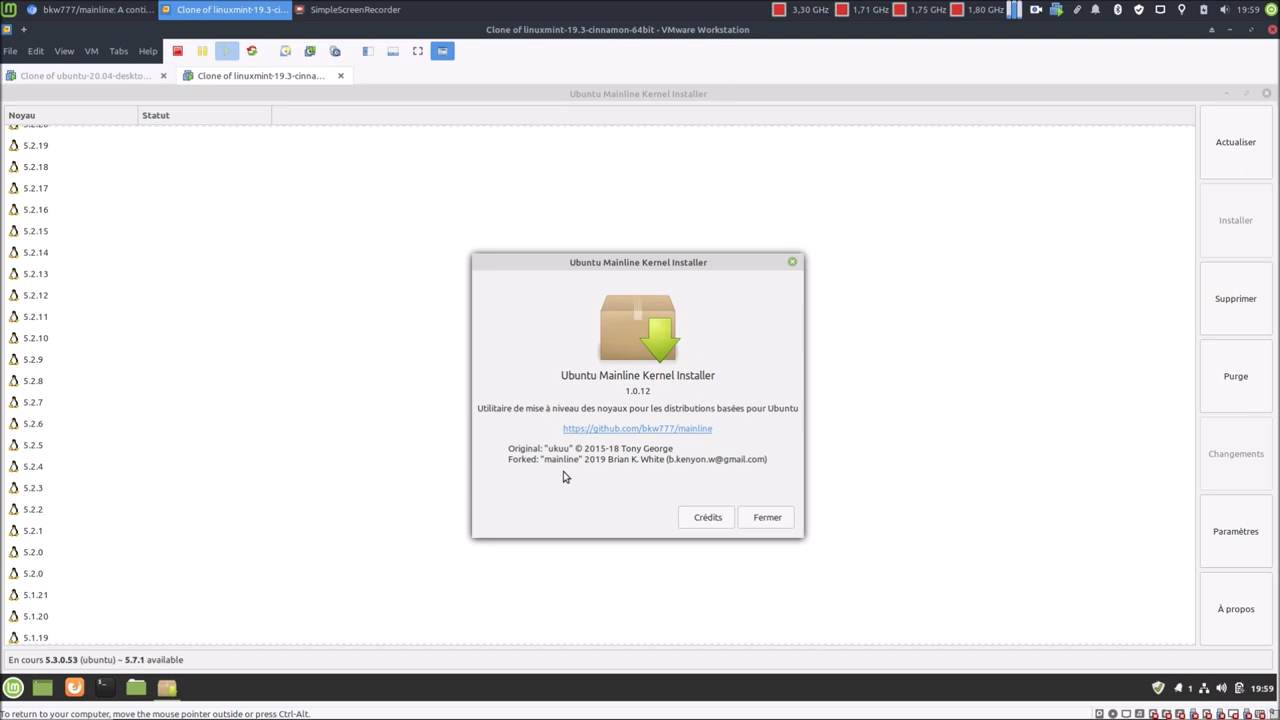 bkw777/mainline: A conti...
Clone of linuxmint-19.3-ci...
SimpleScreenRecorder
3,30 GHz
1,71 GHz
1,75 GHz
1,80 GHz
19:59
Clone of linuxmint-19.3-cinnamon-64bit - VMware Workstation
File Edit View VM Tabs Help
Clone of ubuntu-20.04-deskto...
Clone of linuxmint-19.3-cinna...
Ubuntu Mainline Kernel Installer
Noyau
Statut
5.2.20
5.2.19
5.2.18
5.2.17
5.2.16
5.2.15
5.2.14
5.2.13
5.2.12
5.2.11
5.2.10
5.2.9
5.2.8
5.2.7
5.2.6
5.2.5
5.2.4
5.2.3
5.2.2
5.2.1
5.2.0
5.2.0
5.1.21
5.1.20
5.1.19
Actualiser
Installer
Supprimer
Purge
Changements
Paramètres
À propos
Ubuntu Mainline Kernel Installer
Ubuntu Mainline Kernel Installer
1.0.12
Utilitaire de mise à niveau des noyaux pour les distributions basées pour Ubuntu
https://github.com/bkw777/mainline
Original: "ukuu" © 2015-18 Tony George
Forked: "mainline" 2019 Brian K. White (b.kenyon.w@gmail.com)
Crédits
Fermer
En cours 5.3.0.53 (ubuntu) ~ 5.7.1 available
1
19:59
To return to your computer, move the mouse pointer outside or press Ctrl-Alt.